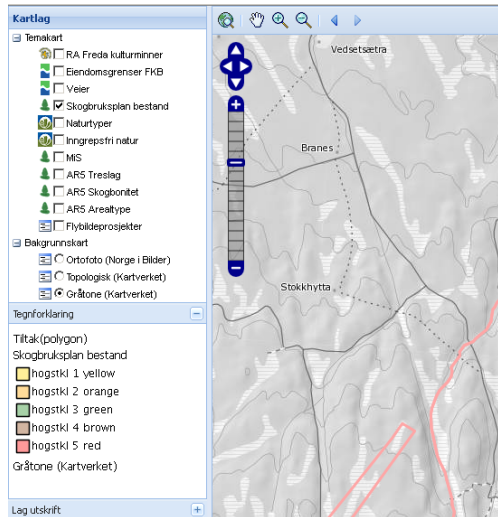 Kartlag
Temakart
RA Freda kulturminner
Eiendomsgrenser FKB
Veier
Skogbruksplan bestand
Naturtyper
Inngrepsfri natur
MiS
AR5 Treslag
AR5 Skogbonitet
AR5 Arealtype
Flybildeprosjekter
Bakgrunnskart
Ortofoto (Norge i Bilder)
Topologisk (Kartverket)
Gråtone (Kartverket)
Tegnforklaring
Tiltak(polygon)
Skogbruksplan bestand
hogstkl 1 yellow
hogstkl 2 orange
hogstkl 3 green
hogstkl 4 brown
hogstkl 5 red
Gråtone (Kartverket)
Lag utskrift
Vedsetsætra
Branes
Stokkhytta